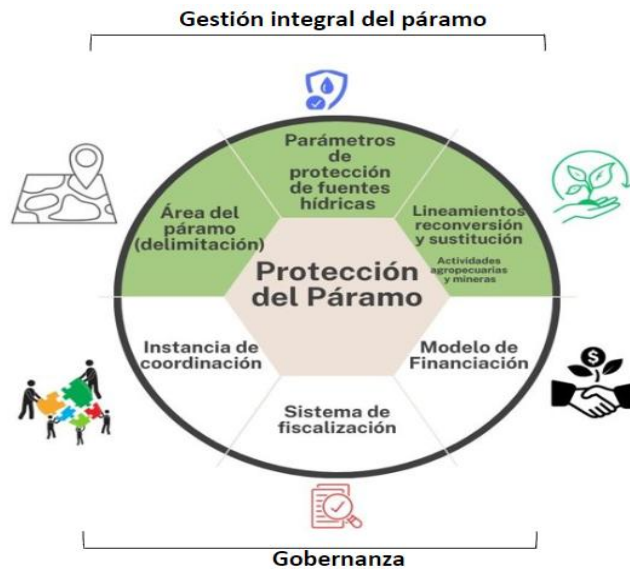 Gestión integral del páramo
Parámetros
de
protección
de fuentes
hídricas
Área del
páramo
(delimitación)
Lineamientos
reconversión
y sustitución
Actividades
agropecuarias
y mineras
Protección
del Páramo
Instancia de
coordinación
Modelo de
Financiación
Sistema de
fiscalización
Gobernanza